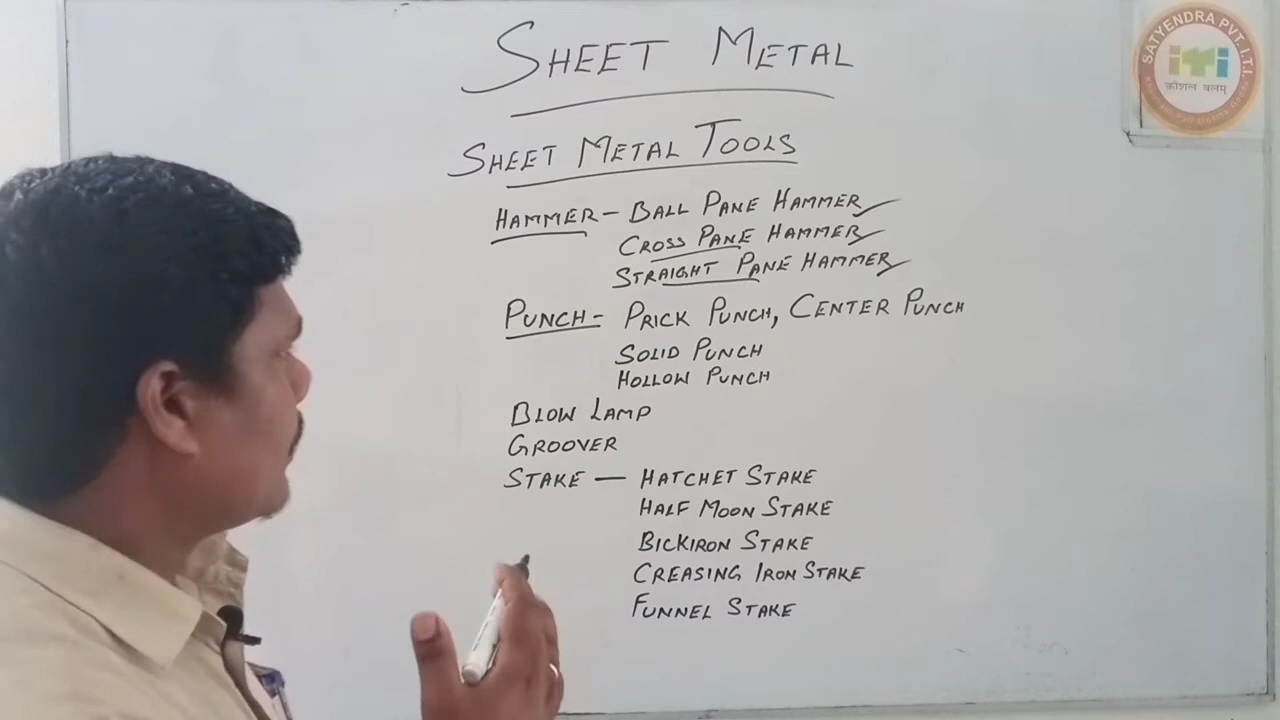 SHEET METAL
SHEET METAL TOOLS
HAMMER - BALL PANE HAMMER
CROSS PANE HAMMER
STRAIGHT PANE HAMMER
PUNCH - PRICK PUNCH, CENTER PUNCH
SOLID PUNCH
HOLLOW PUNCH
BLOW LAMP
GROOVER
STAKE — HATCHET STAKE
HALF MOON STAKE
BICKIRON STAKE
CREASING IRON STAKE
FUNNEL STAKE
SATYENDRA PVT. I.T.I.
iTi
कौशल बलम्